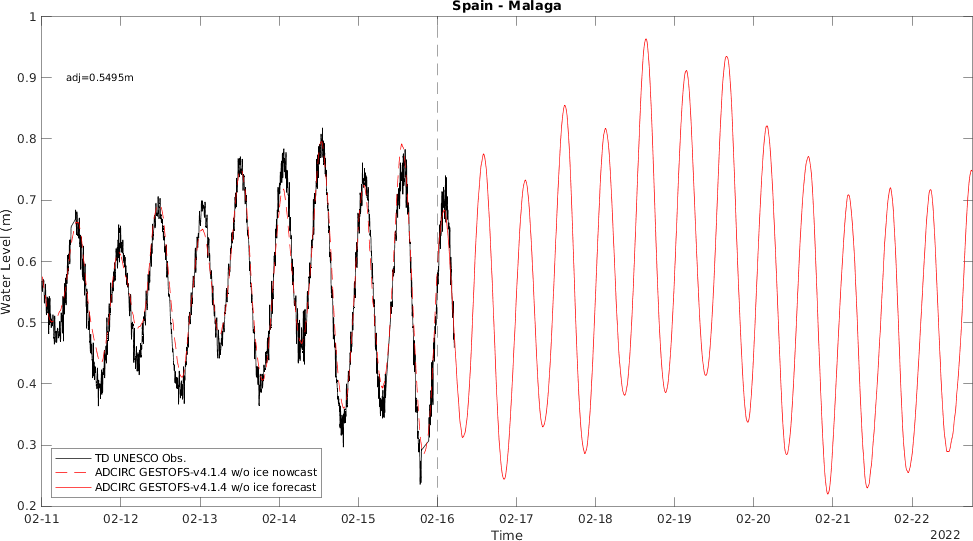 Spain - Malaga
1
0.9
adj=0.5495m
0.8
0.7
0.6
Water Level (m)
0.5
0.4
0.3
0.2
TD UNESCO Obs.
ADCIRC GESTOFS-v4.1.4 w/o ice nowcast
ADCIRC GESTOFS-v4.1.4 w/o ice forecast
02-11 02-12 02-13 02-14 02-15 02-16 02-17 02-18 02-19 02-20 02-21 02-22
Time
2022